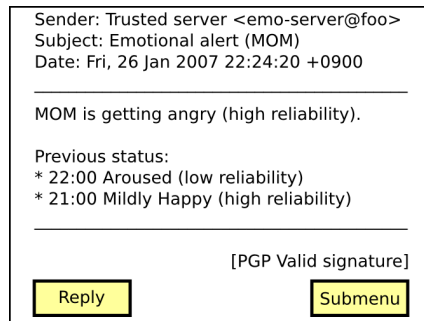 Sender: Trusted server <emo-server@foo>
Subject: Emotional alert (MOM)
Date: Fri, 26 Jan 2007 22:24:20 +0900
MOM is getting angry (high reliability).
Previous status:
* 22:00 Aroused (low reliability)
* 21:00 Mildly Happy (high reliability)
[PGP Valid signature]
Reply
Submenu